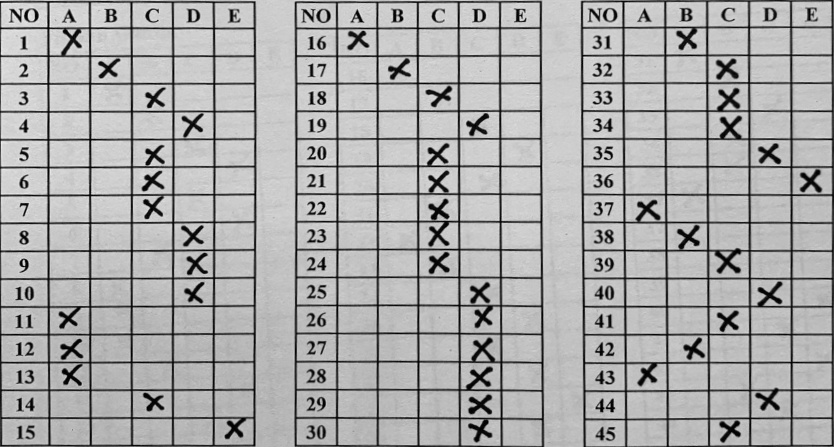 NO A B C D E NO A B C D E NO A B C D E
1 X 16 X 31 X
2 X 17 X 32 X
3 X 18 X 33 X
4 X 19 X 34 X
5 X 20 X 35 X
6 X 21 X 36 X
7 X 22 X 37 X
8 X 23 X 38 X
9 X 24 X 39 X
10 X 25 X 40 X
11 X 26 X 41 X
12 X 27 X 42 X
13 X 28 X 43 X
14 X 29 X 44 X
15 X 30 X 45 X